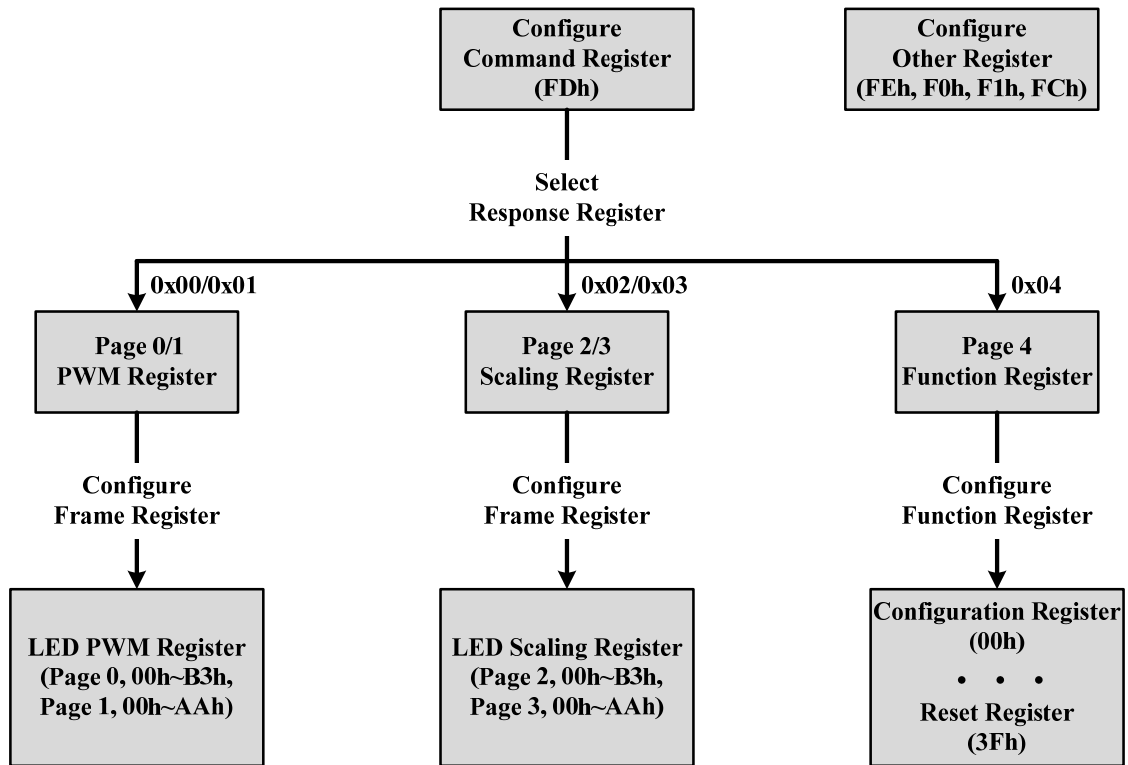 Configure
Command Register
(FDh)
Configure
Other Register
(FEh, F0h, F1h, FCh)
Select
Response Register
0x00/0x01
0x02/0x03
0x04
Page 0/1
PWM Register
Page 2/3
Scaling Register
Page 4
Function Register
Configure
Frame Register
Configure
Frame Register
Configure
Function Register
LED PWM Register
(Page 0, 00h~B3h,
Page 1, 00h~AAh)
LED Scaling Register
(Page 2, 00h~B3h,
Page 3, 00h~AAh)
Configuration Register
(00h)
• • •
Reset Register
(3Fh)